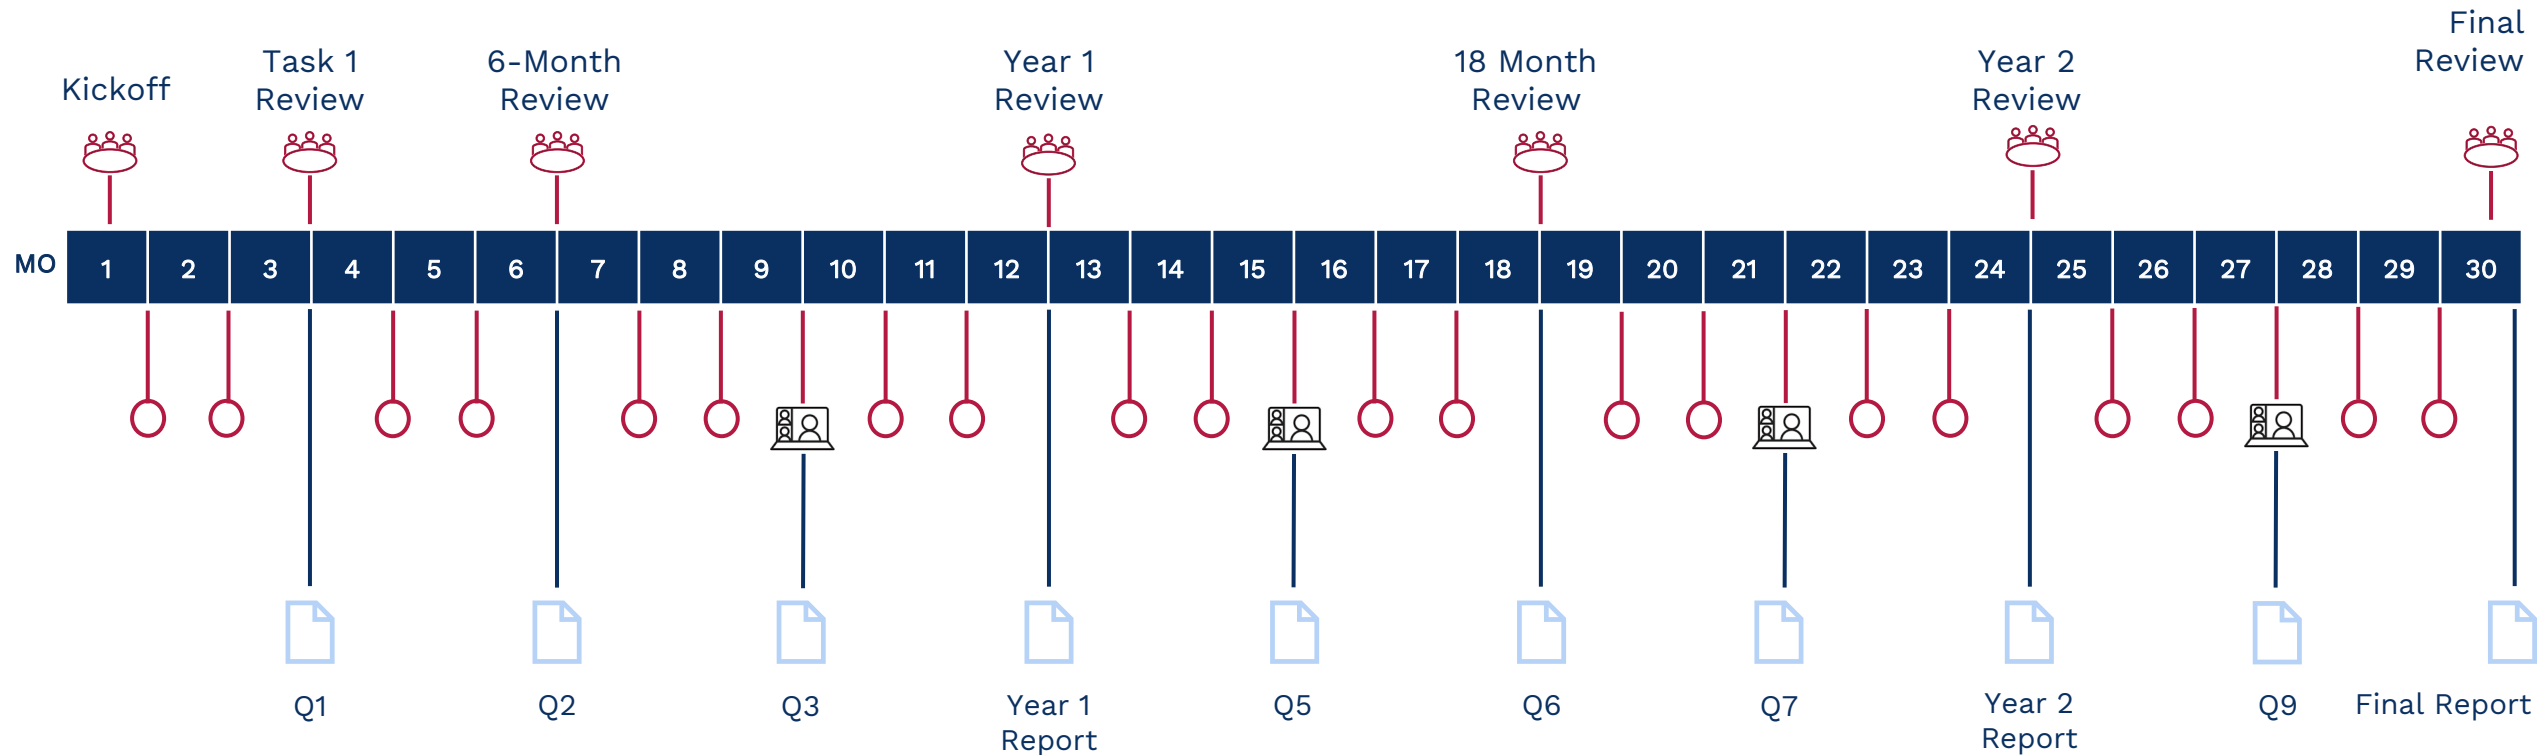 Final
Review
Kickoff
Task 1
Review
6-Month
Review
Year 1
Review
18 Month
Review
Year 2
Review
MO 1 2 3 4 5 6 7 8 9 10 11 12 13 14 15 16 17 18 19 20 21 22 23 24 25 26 27 28 29 30
Q1
Q2
Q3
Year 1
Report
Q5
Q6
Q7
Year 2
Report
Q9
Final Report